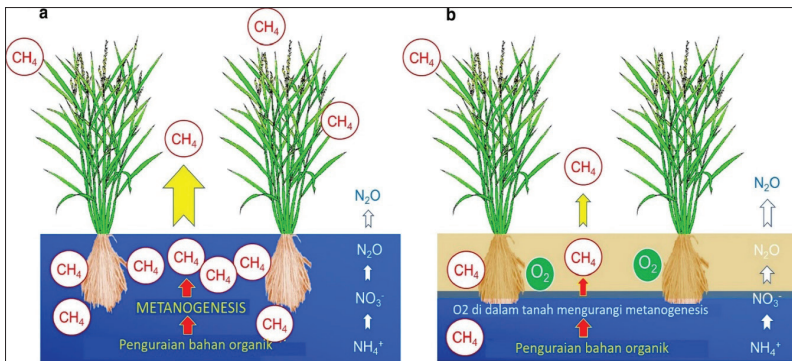 a
CH4
CH4
CH4
CH4
N2O
CH4
CH4
CH4
CH4
CH4
N2O
CH4
CH4
METANOGENESIS
NO3-
Penguraian bahan organik
NH4+
b
CH4
CH4
N2O
CH4
O2
CH4
O2
N2O
O2 di dalam tanah mengurangi metanogenesis
NO3-
CH4
Penguraian bahan organik
NH4+